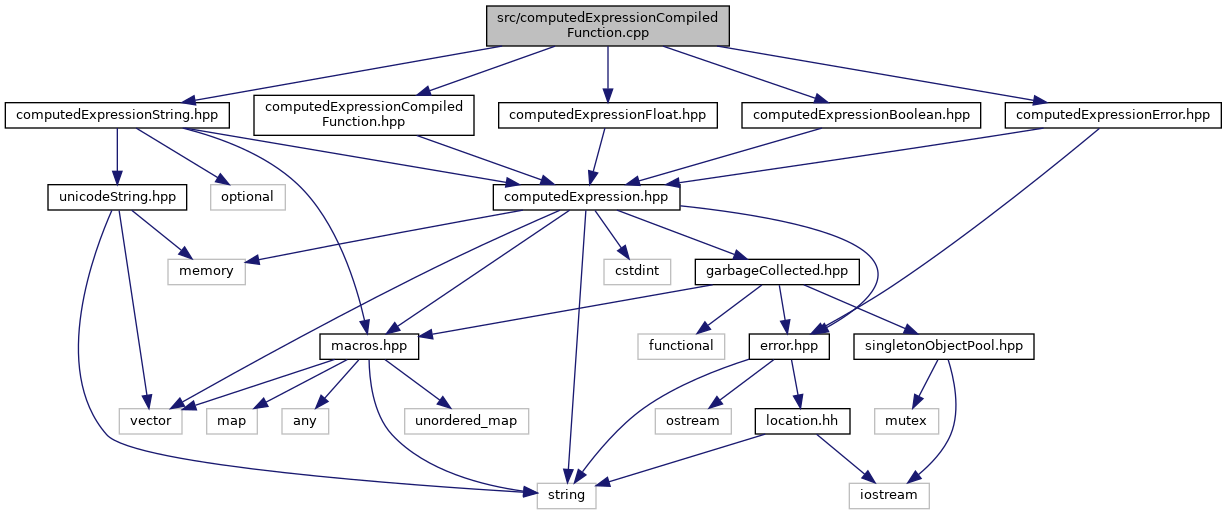 src/computedExpressionCompiled
Function.cpp
computedExpressionString.hpp
computedExpressionCompiled
Function.hpp
computedExpressionFloat.hpp
computedExpressionBoolean.hpp
computedExpressionError.hpp
unicodeString.hpp
optional
computedExpression.hpp
memory
cstdint
garbageCollected.hpp
macros.hpp
functional
error.hpp
singletonObjectPool.hpp
vector
map
any
unordered_map
ostream
location.hh
mutex
string
iostream